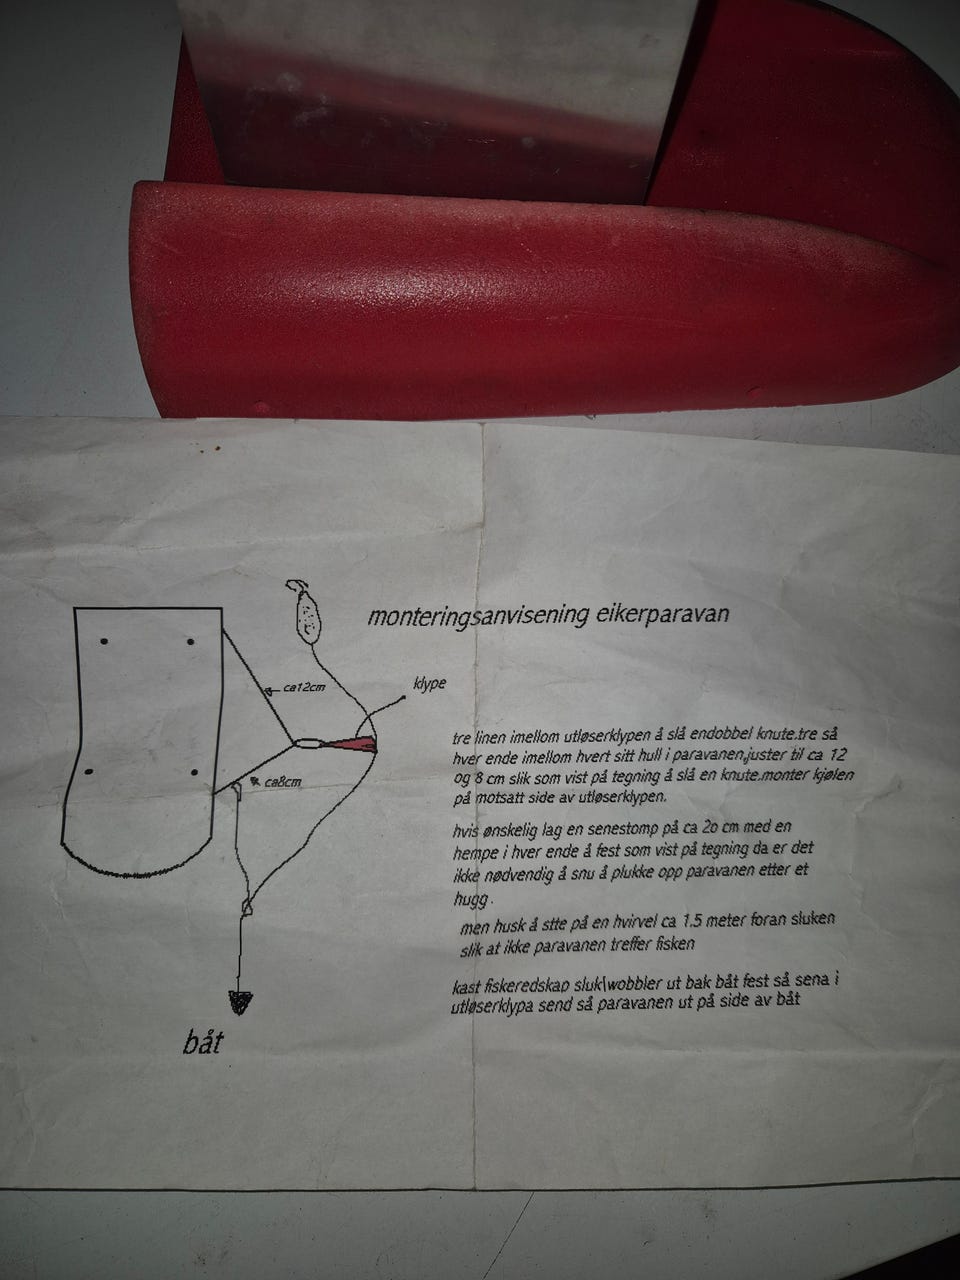 monteringsanvisening eikerparavan
klype
ca12cm
ca8cm
tre linen imellom utløserklypen å slå endobbel knute.tre så
hver ende imellom hvert sitt hull i paravanen,juster til ca 12
og 8 cm slik som vist på tegning å slå en knute.monter kjølen
på motsatt side av utløserklypen.
hvis ønskelig lag en senestomp på ca 2o cm med en
hempe i hver ende å fest som vist på tegning da er det
ikke nødvendig å snu å plukke opp paravanen etter et
hugg.
men husk å stte på en hvirvel ca 1.5 meter foran sluken
slik at ikke paravanen treffer fisken
kast fiskeredskap sluk\wobbler ut bak båt fest så sena i
utløserklypa send så paravanen ut på side av båt
båt